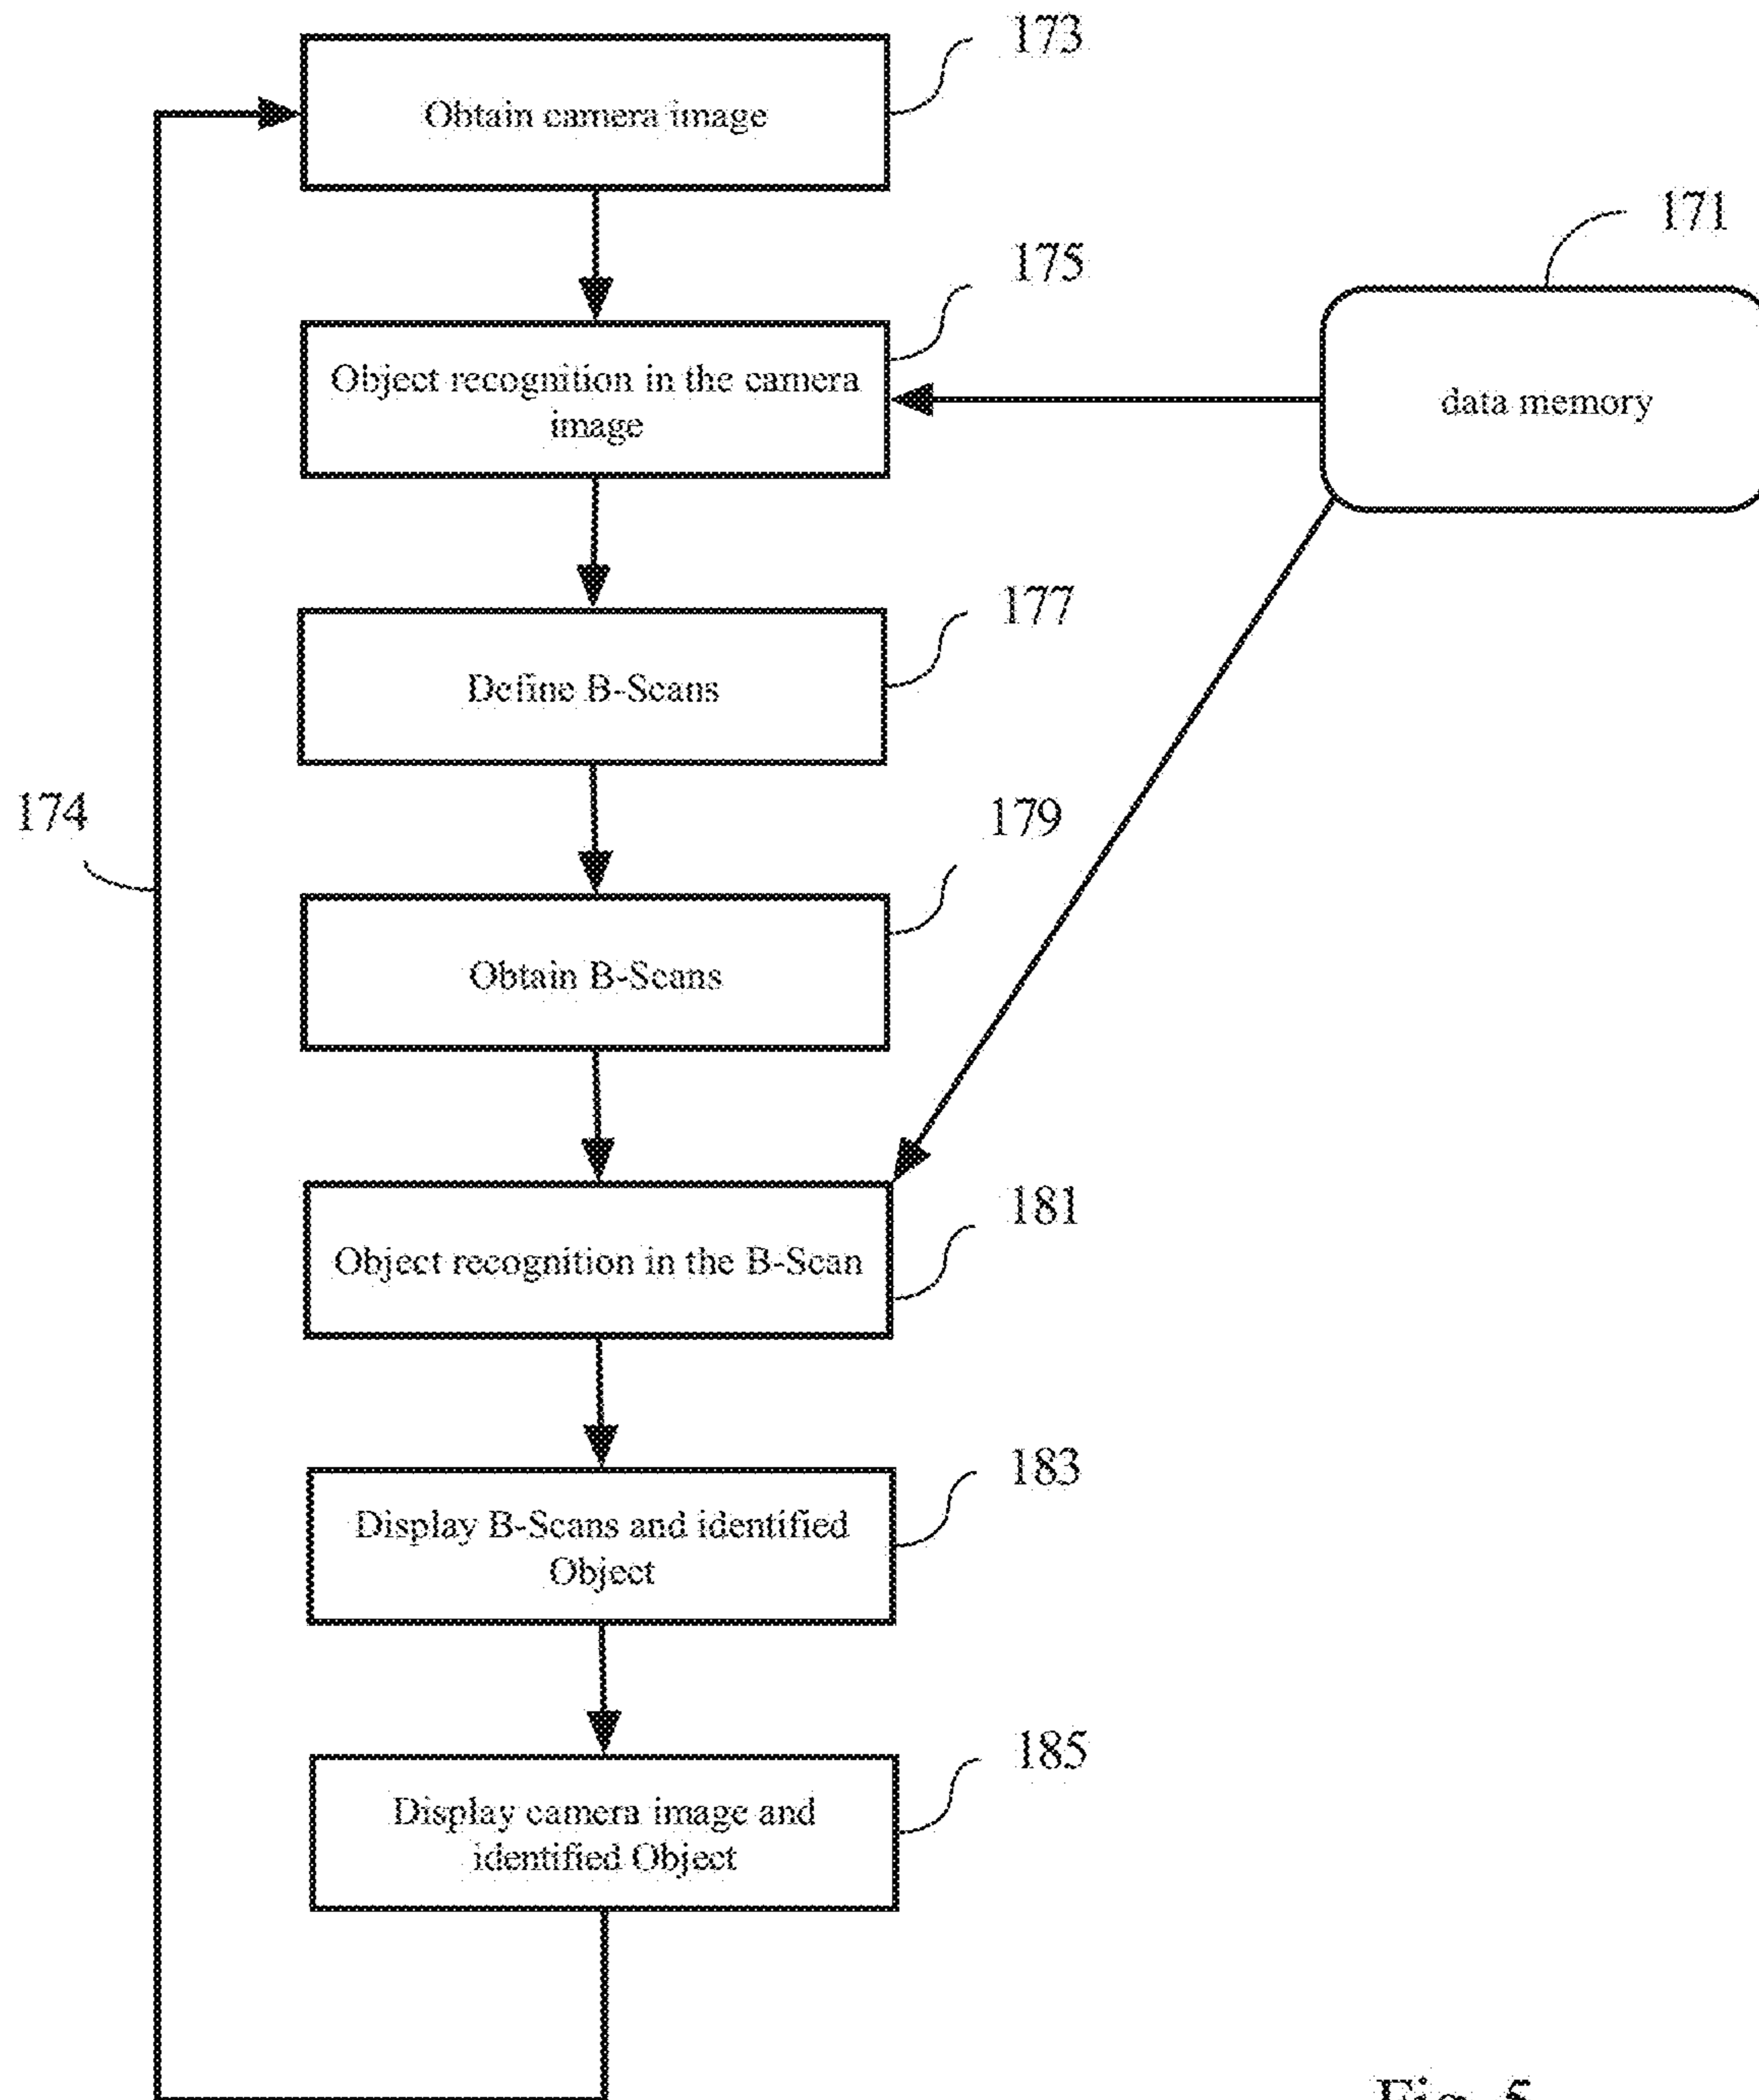 173
Obtain camera image
171
175
Object recognition in the camera
image
data memory
177
Define B-Scans
174
179
Obtain B-Scans
181
Object recognition in the B-Scan
183
Display B-Scans and identified
Object
185
Display camera image and
identified Object
Fig. 5